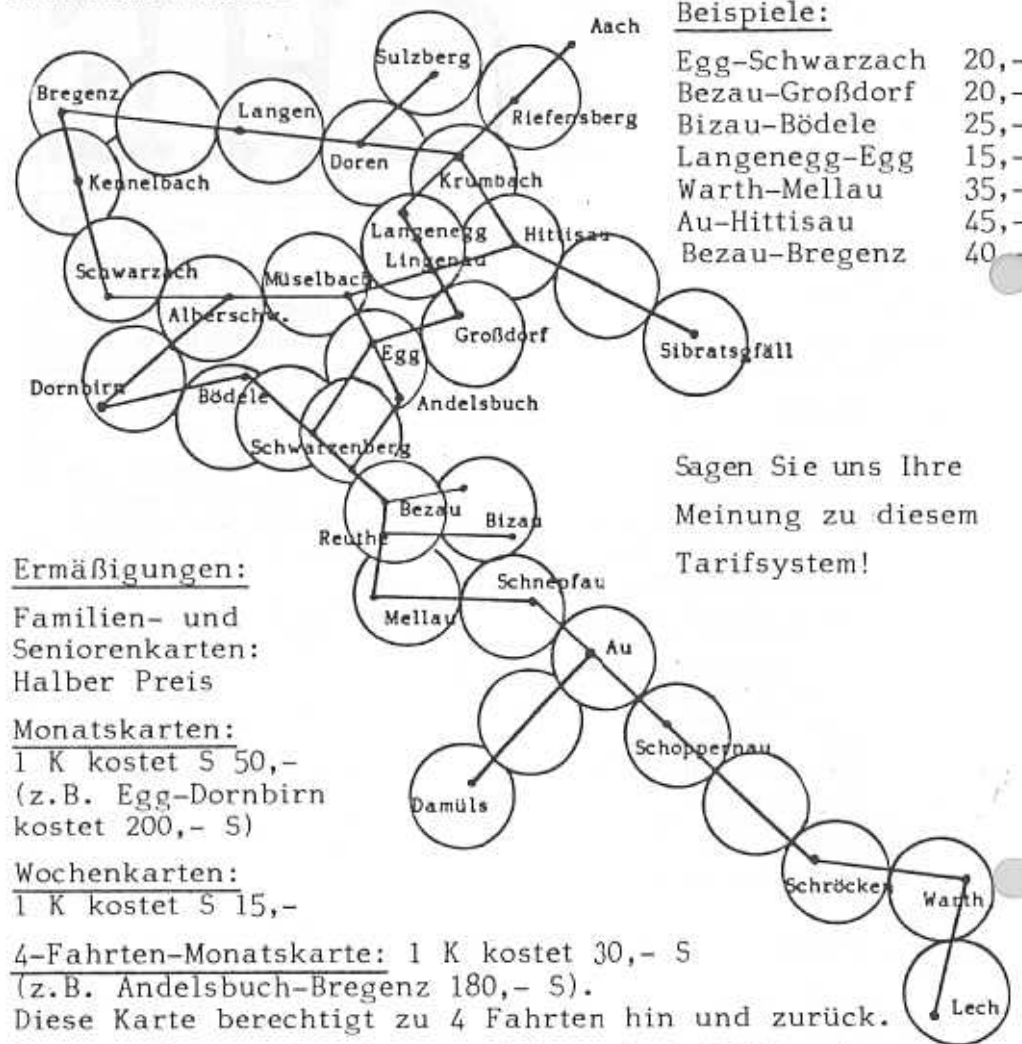 Aach
Sulzberg
Bregenz
Langen
Riefensberg
Doren
Krumbach
Kennelbach
Langenegg
Hittisau
Lingenau
Schwarzach
Müselbach
Alberschw.
Großdorf
Egg
Sibratsgfäll
Dornbirn
Bödele
Andelsbuch
Schwarzenberg
Bezau
Bizau
Reuthe
Schnepfau
Mellau
Au
Schoppernau
Damüls
Schröcken
Warth
Lech
Beispiele:
Egg-Schwarzach 20,-
Bezau-Großdorf 20,-
Bizau-Bödele 25,-
Langenegg-Egg 15,-
Warth-Mellau 35,-
Au-Hittisau 45,-
Bezau-Bregenz 40
Sagen Sie uns Ihre
Meinung zu diesem
Tarifsystem!
Ermäßigungen:
Familien- und
Seniorenkarten:
Halber Preis
Monatskarten:
1 K kostet S 50,-
(z.B. Egg-Dornbirn
kostet 200,- S)
Wochenkarten:
1 K kostet S 15,-
4-Fahrten-Monatskarte: 1 K kostet 30,- S
(z.B. Andelsbuch-Bregenz 180,- S).
Diese Karte berechtigt zu 4 Fahrten hin und zurück.